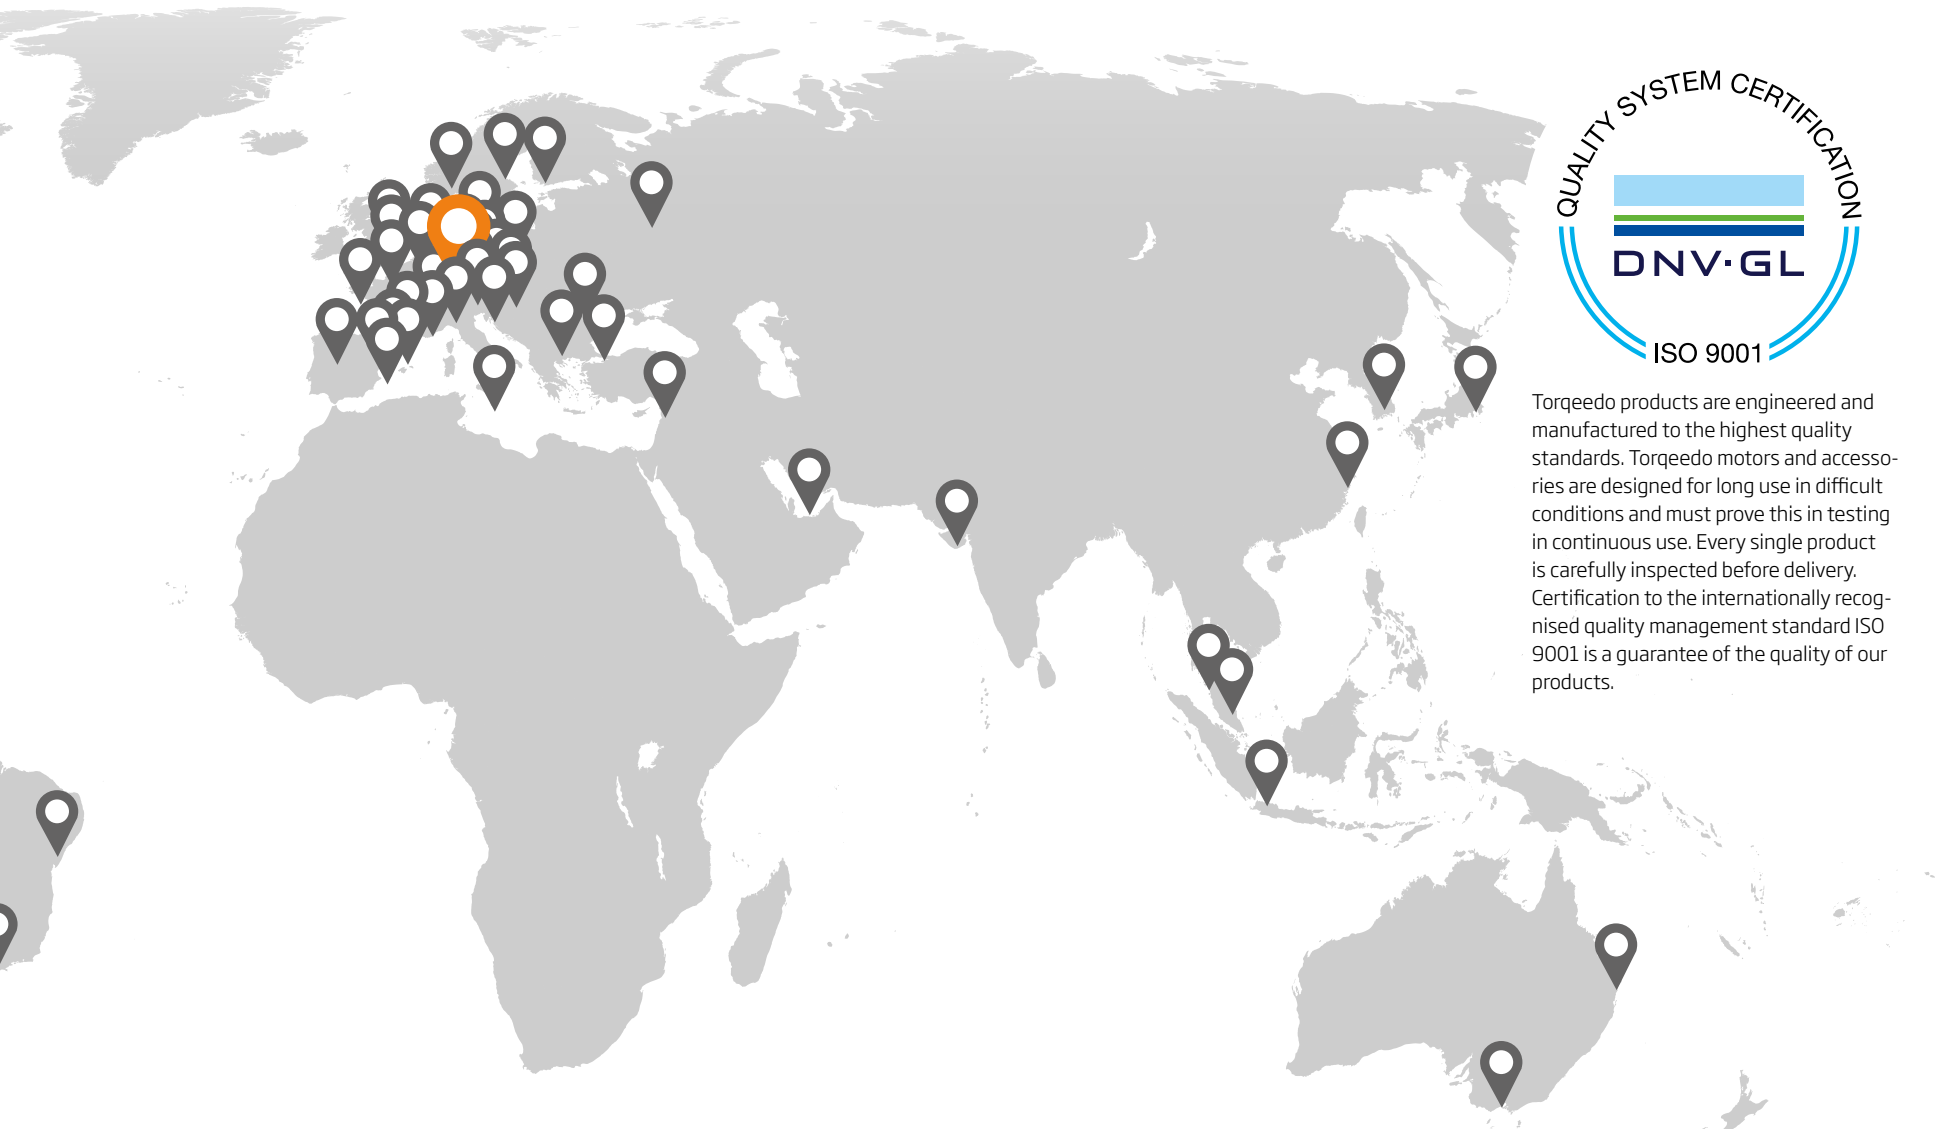 QUALITY SYSTEM CERTIFICATION
DNV·GL
ISO 9001
Torqeedo products are engineered and
manufactured to the highest quality
standards. Torqeedo motors and accesso-
ries are designed for long use in difficult
conditions and must prove this in testing
in continuous use. Every single product
is carefully inspected before delivery.
Certification to the internationally recog-
nised quality management standard ISO
9001 is a guarantee of the quality of our
products.